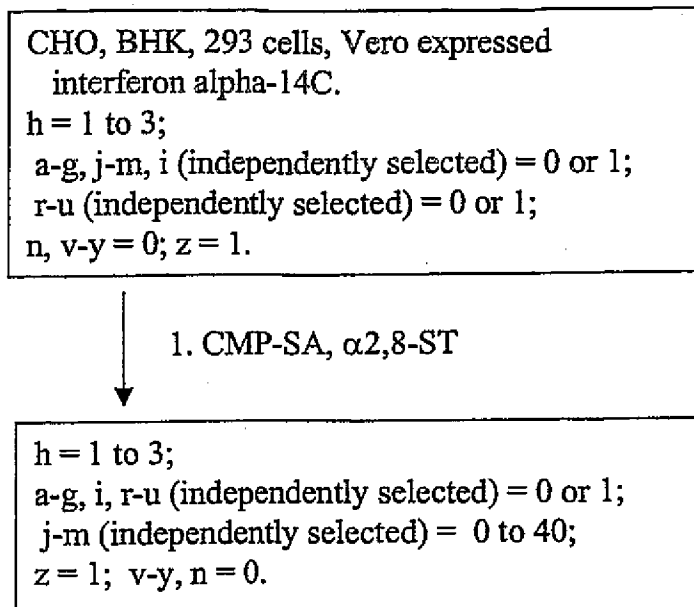 CHO, BHK, 293 cells, Vero expressed
interferon alpha-14C.
h = 1 to 3;
a-g, j-m, i (independently selected) = 0 or 1;
r-u (independently selected) = 0 or 1;
n, v-y = 0; z = 1.
1. CMP-SA, α2,8-ST
h = 1 to 3;
a-g, i, r-u (independently selected) = 0 or 1;
j-m (independently selected) = 0 to 40;
z = 1; v-y, n = 0.